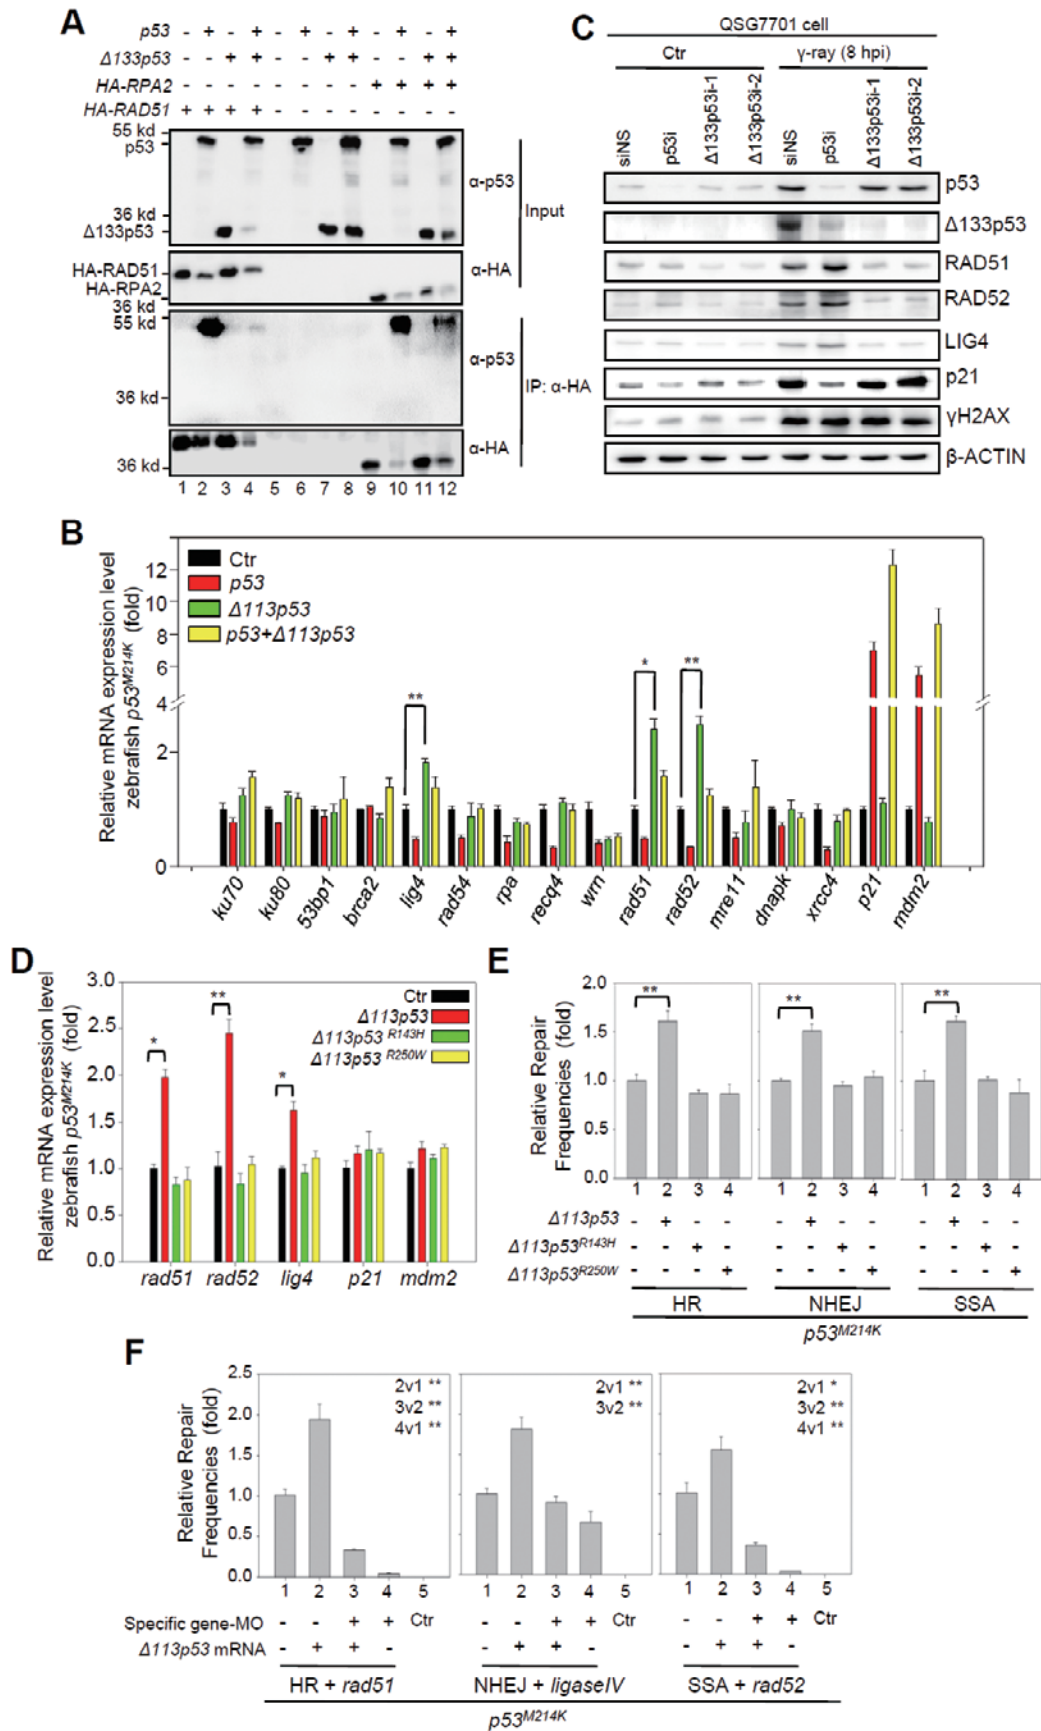 A
p53 - + - + - + - + - + - +
Δ133p53 - - + + - - + + - - + +
HA-RPA2 - - - - - - - - + + + +
HA-RAD51 + + + + - - - - - - - -
55 kd
p53
36 kd
Δ133p53
α-p53
HA-RAD51
HA-RPA2
36 kd
α-HA
Input
55 kd
36 kd
α-p53
36 kd
α-HA
IP: α-HA
1 2 3 4 5 6 7 8 9 10 11 12
C
QSG7701 cell
Ctr γ-ray (8 hpi)
siNS p53i Δ133p53i-1 Δ133p53i-2 siNS p53i Δ133p53i-1 Δ133p53i-2
p53
Δ133p53
RAD51
RAD52
LIG4
p21
γH2AX
β-ACTIN
B
Relative mRNA expression level
zebrafish p53M214K (fold)
12
10
8
6
4
2
0
Ctr
p53
Δ113p53
p53+Δ113p53
** * **
ku70 ku80 53bp1 brca2 lig4 rad54 rpa recq4 wrn rad51 rad52 mre11 dnapk xrcc4 p21 mdm2
D
Relative mRNA expression level
zebrafish p53M214K (fold)
3.0
2.5
2.0
1.5
1.0
0.5
0.0
Ctr
Δ113p53
Δ113p53 R143H
Δ113p53 R250W
* ** *
rad51 rad52 lig4 p21 mdm2
E
Relative Repair
Frequencies (fold)
2.0
1.5
1.0
0.5
0.0
** ** **
1 2 3 4 1 2 3 4 1 2 3 4
Δ113p53 - + - - - + - - - + - -
Δ113p53R143H - - + - - - + - - - + -
Δ113p53R250W - - - + - - - + - - - +
HR NHEJ SSA
p53M214K
F
Relative Repair
Frequencies (fold)
2.5
2.0
1.5
1.0
0.5
0.0
2v1 ** 2v1 ** 2v1 *
3v2 ** 3v2 ** 3v2 **
4v1 ** 4v1 **
1 2 3 4 5 1 2 3 4 5 1 2 3 4 5
Specific gene-MO - - + + Ctr - - + + Ctr - - + + Ctr
Δ113p53 mRNA - + + - - + + - - + + -
HR + rad51 NHEJ + ligaseIV SSA + rad52
p53M214K